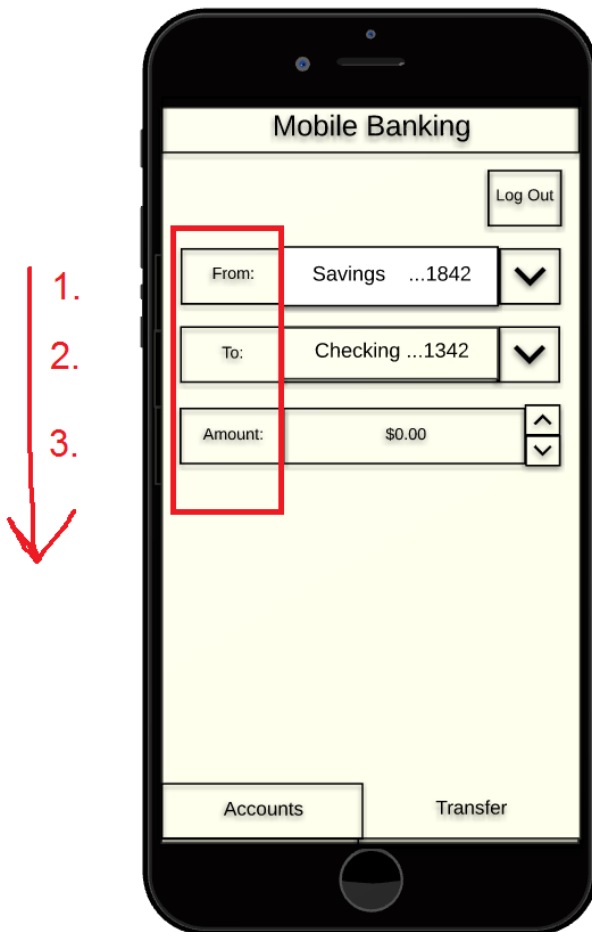 Mobile Banking
Log Out
1. From: Savings ...1842
2. To: Checking ...1342
3. Amount: $0.00
Accounts Transfer